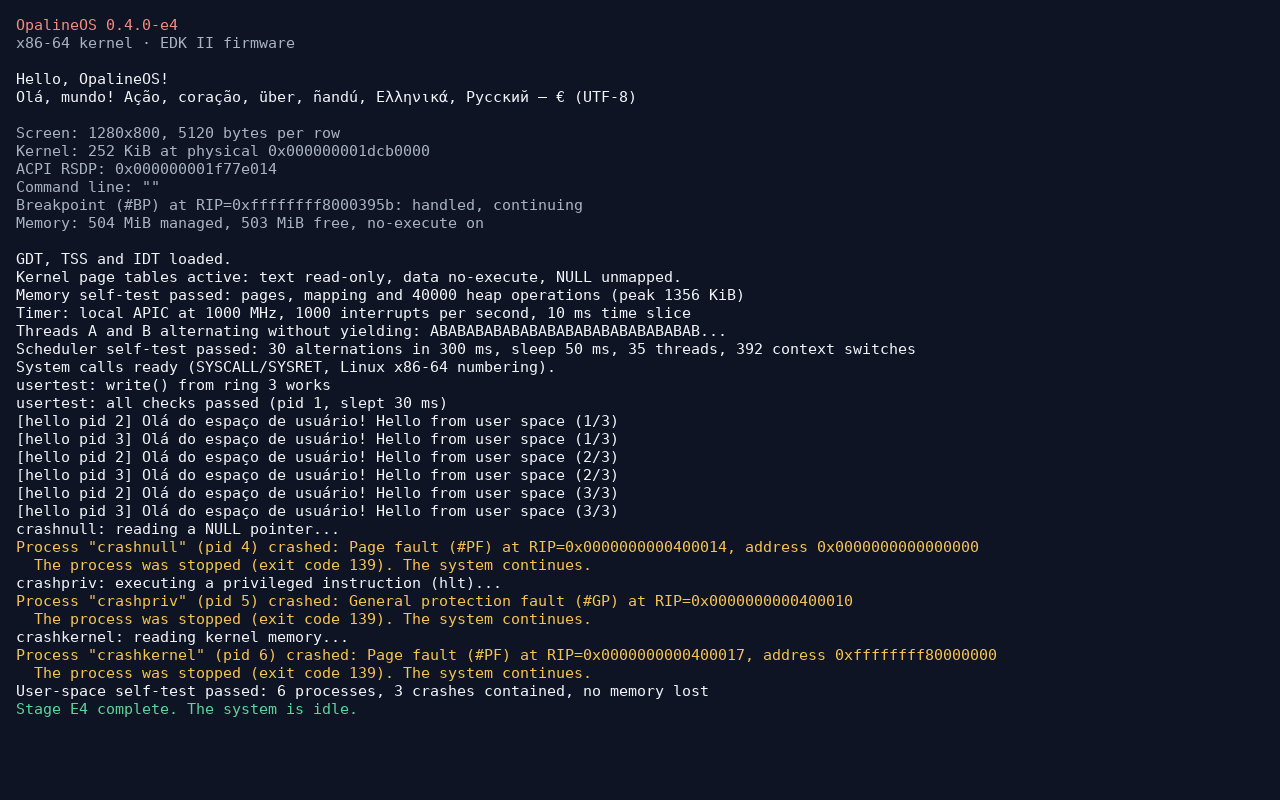 OpalineOS 0.4.0-e4
x86-64 kernel · EDK II firmware
Hello, OpalineOS!
Olá, mundo! Ação, coração, über, ñandú, Ελληνικά, Русский — € (UTF-8)
Screen: 1280x800, 5120 bytes per row
Kernel: 252 KiB at physical 0x000000001dcb0000
ACPI RSDP: 0x000000001f77e014
Command line: ""
Breakpoint (#BP) at RIP=0xffffffff8000395b: handled, continuing
Memory: 504 MiB managed, 503 MiB free, no-execute on
GDT, TSS and IDT loaded.
Kernel page tables active: text read-only, data no-execute, NULL unmapped.
Memory self-test passed: pages, mapping and 40000 heap operations (peak 1356 KiB)
Timer: local APIC at 1000 MHz, 1000 interrupts per second, 10 ms time slice
Threads A and B alternating without yielding: ABABABABABABABABABABABABABABAB...
Scheduler self-test passed: 30 alternations in 300 ms, sleep 50 ms, 35 threads, 392 context switches
System calls ready (SYSCALL/SYSRET, Linux x86-64 numbering).
usertest: write() from ring 3 works
usertest: all checks passed (pid 1, slept 30 ms)
[hello pid 2] Olá do espaço de usuário! Hello from user space (1/3)
[hello pid 3] Olá do espaço de usuário! Hello from user space (1/3)
[hello pid 2] Olá do espaço de usuário! Hello from user space (2/3)
[hello pid 3] Olá do espaço de usuário! Hello from user space (2/3)
[hello pid 2] Olá do espaço de usuário! Hello from user space (3/3)
[hello pid 3] Olá do espaço de usuário! Hello from user space (3/3)
crashnull: reading a NULL pointer...
Process "crashnull" (pid 4) crashed: Page fault (#PF) at RIP=0x0000000000400014, address 0x0000000000000000
The process was stopped (exit code 139). The system continues.
crashpriv: executing a privileged instruction (hlt)...
Process "crashpriv" (pid 5) crashed: General protection fault (#GP) at RIP=0x0000000000400010
The process was stopped (exit code 139). The system continues.
crashkernel: reading kernel memory...
Process "crashkernel" (pid 6) crashed: Page fault (#PF) at RIP=0x0000000000400017, address 0xffffffff80000000
The process was stopped (exit code 139). The system continues.
User-space self-test passed: 6 processes, 3 crashes contained, no memory lost
Stage E4 complete. The system is idle.